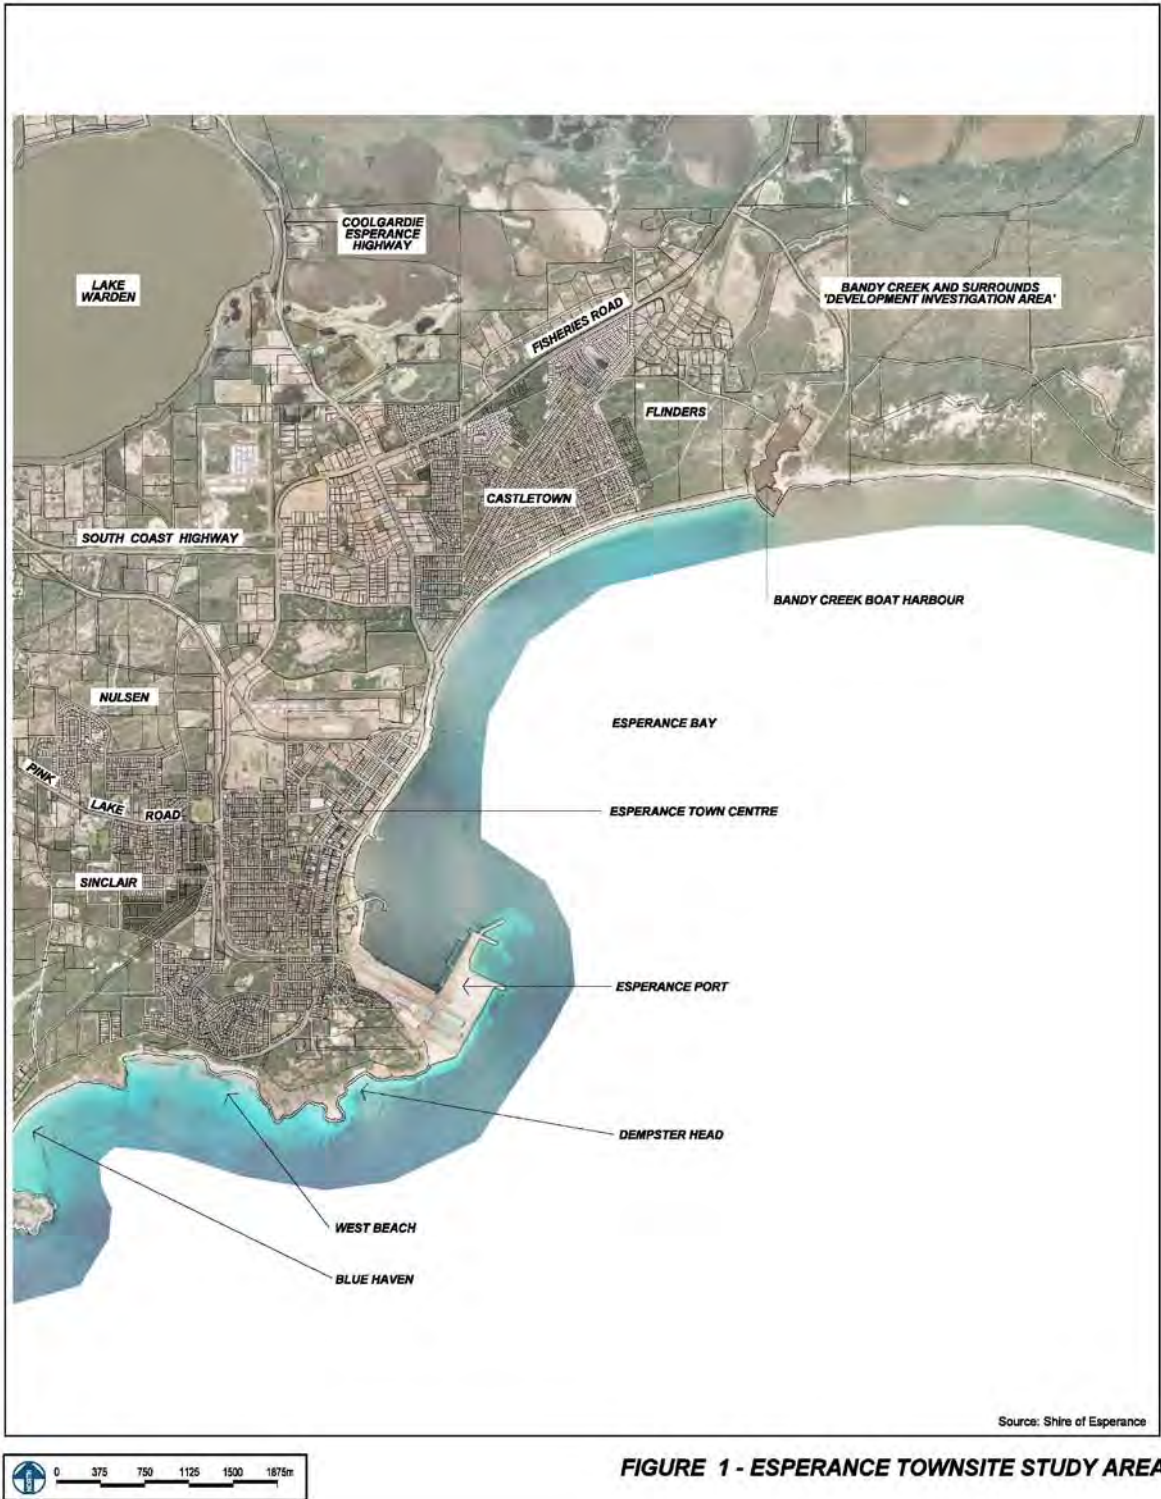 COOLGARDIE
ESPERANCE
HIGHWAY
LAKE
WARDEN
BANDY CREEK AND SURROUNDS
'DEVELOPMENT INVESTIGATION AREA'
FISHERIES ROAD
FLINDERS
CASTLETOWN
SOUTH COAST HIGHWAY
BANDY CREEK BOAT HARBOUR
NULSEN
ESPERANCE BAY
PINK LAKE ROAD
ESPERANCE TOWN CENTRE
SINCLAIR
ESPERANCE PORT
DEMPSTER HEAD
WEST BEACH
BLUE HAVEN
Source: Shire of Esperance
0 375 750 1125 1500 1875m
FIGURE 1 - ESPERANCE TOWNSITE STUDY AREA